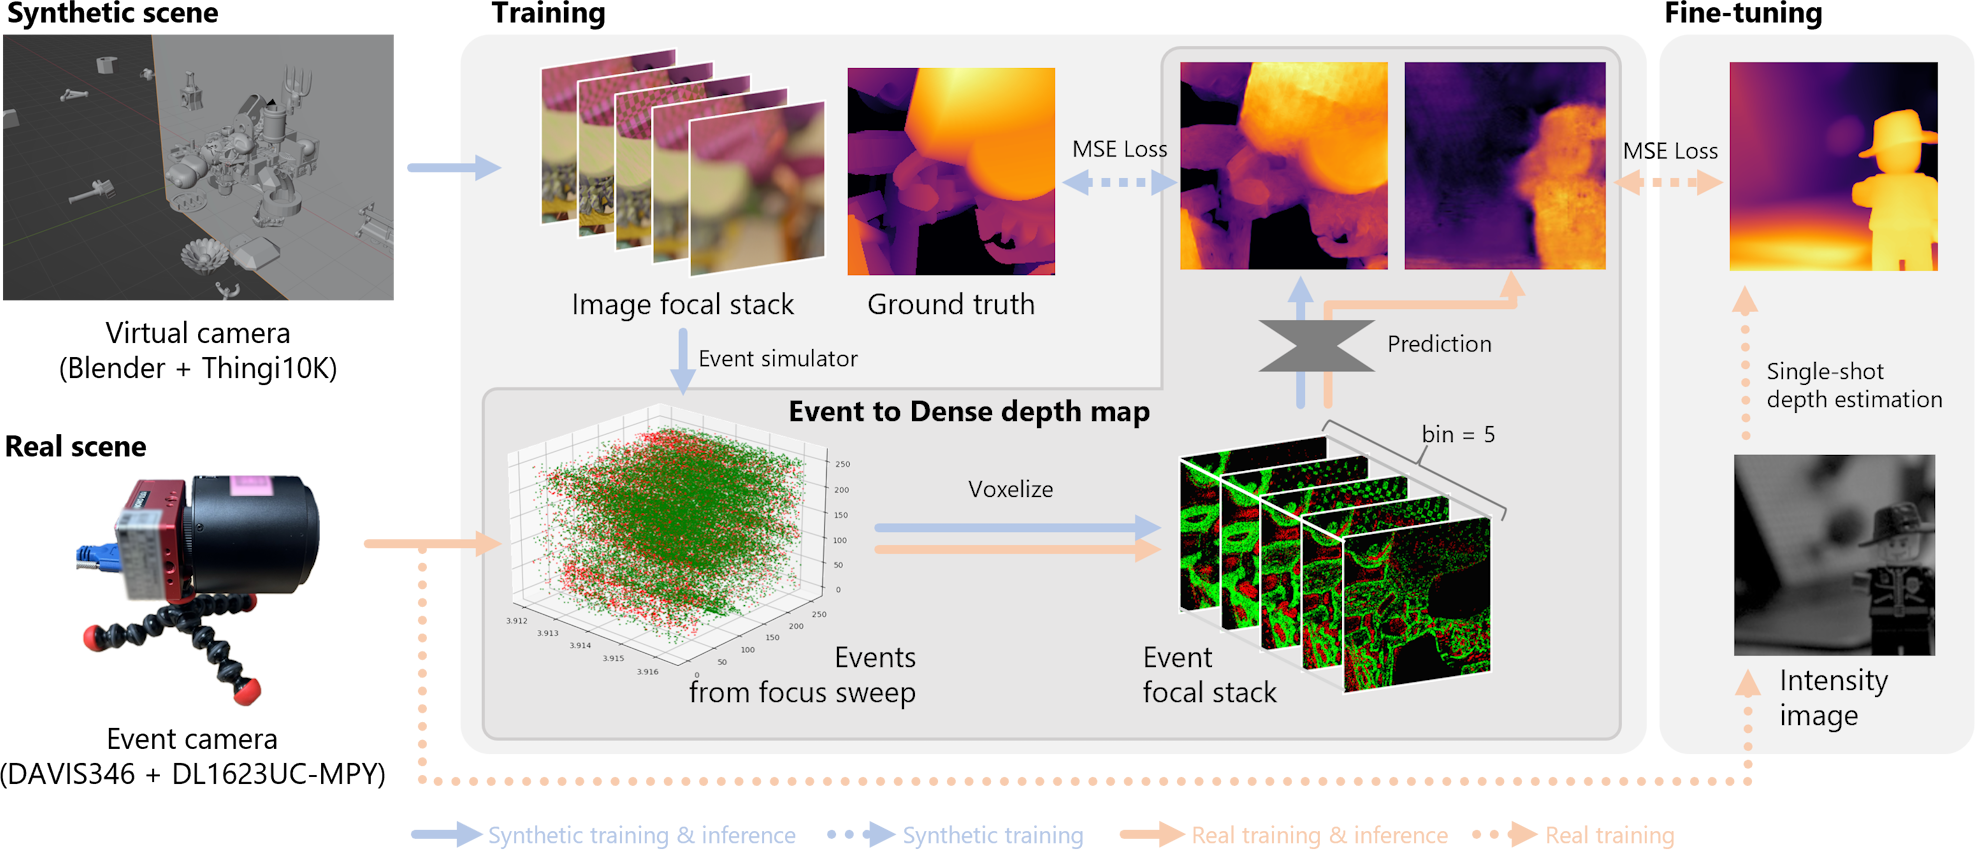 Synthetic scene
Training
Fine-tuning
MSE Loss
MSE Loss
Image focal stack
Ground truth
Virtual camera
(Blender + Thingi10K)
Event simulator
Prediction
Single-shot
depth estimation
Event to Dense depth map
bin = 5
Real scene
Voxelize
250
200
150
100
50
0
3.912
3.913
3.914
3.915
3.916
0
50
100
150
200
250
Events
from focus sweep
Event
focal stack
Intensity
image
Event camera
(DAVIS346 + DL1623UC-MPY)
Synthetic training & inference
Synthetic training
Real training & inference
Real training